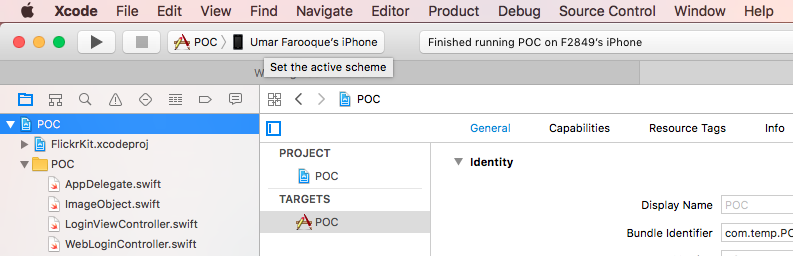 Xcode File Edit View Find Navigate Editor Product Debug Source Control Window
POC Umar Farooque's iPhone Finished running POC on F2849's iPhone
Set the active scheme
POC
POC General Capabilities Resource Tags Info
FlickrKit.xcodeproj
PROJECT
Identity
POC
POC
AppDelegate.swift
TARGETS
ImageObject.swift
POC
Display Name POC
LoginViewController.swift
Bundle Identifier com.temp.PO
WebLoginController.swift